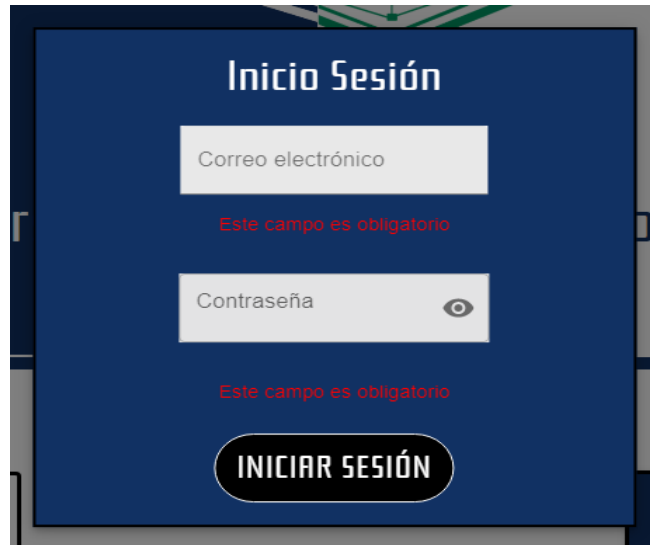 Inicio Sesión
Correo electrónico
Este campo es obligatorio
Contraseña
Este campo es obligatorio
INICIAR SESIÓN